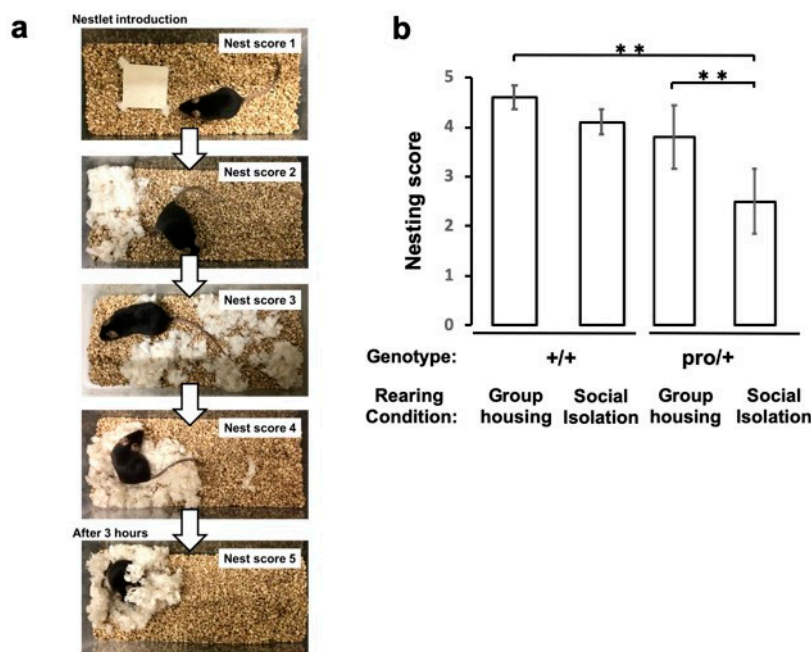 a
Nestlet introduction
Nest score 1
Nest score 2
Nest score 3
Nest score 4
After 3 hours
Nest score 5
b
* *
* *
5
4
3
2
1
0
Nesting score
Genotype:
+/+
pro/+
Rearing
Condition:
Group
housing
Social
Isolation
Group
housing
Social
Isolation